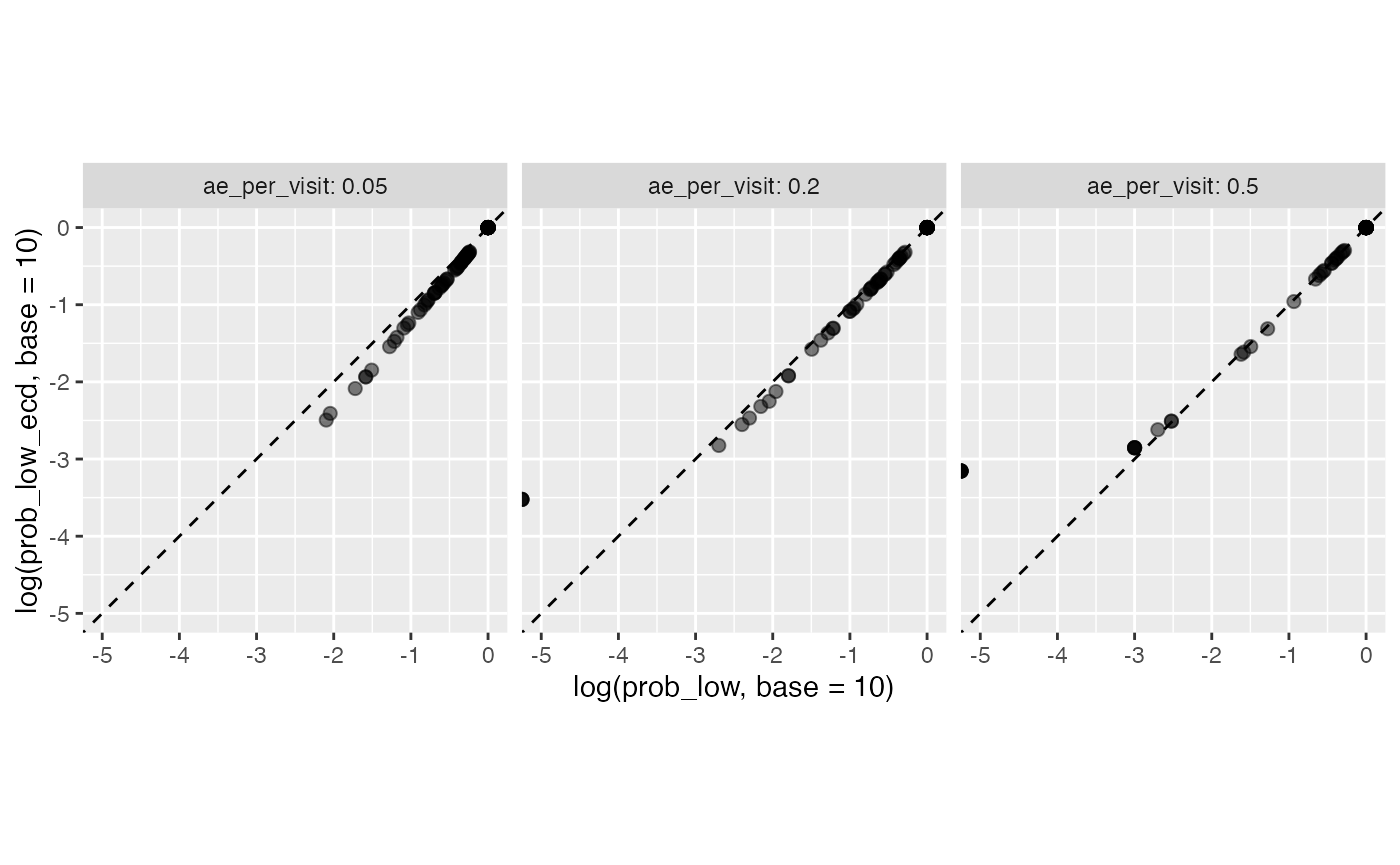 ae_per_visit: 0.05 ae_per_visit: 0.2 ae_per_visit: 0.5
log(prob_low_ecd, base = 10)
0
-1
-2
-3
-4
-5
-5 -4 -3 -2 -1 0 -5 -4 -3 -2 -1 0 -5 -4 -3 -2 -1 0
log(prob_low, base = 10)